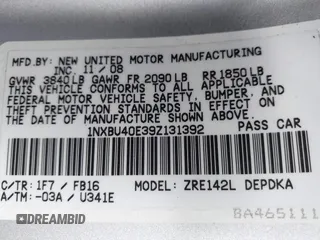 MFD. BY: NEW UNITED MOTOR MANUFACTURING
INC. 11 / 08
GVWR 3840 LB GAWR FR 2090 LB RR 1850 LB
THIS VEHICLE CONFORMS TO ALL APPLICABLE
FEDERAL MOTOR VEHICLE SAFETY, BUMPER, AND
THEFT PREVENTION STANDARDS IN EFFECT ON
THE DATE OF MANUFACTURE SHOWN ABOVE.
1NXBU40E39Z131392 PASS CAR
C/TR: 1F7 / FB16 MODEL: ZRE142L DEPDKA
A/TM: -03A / U341E
BA465111
DEALERSHIP